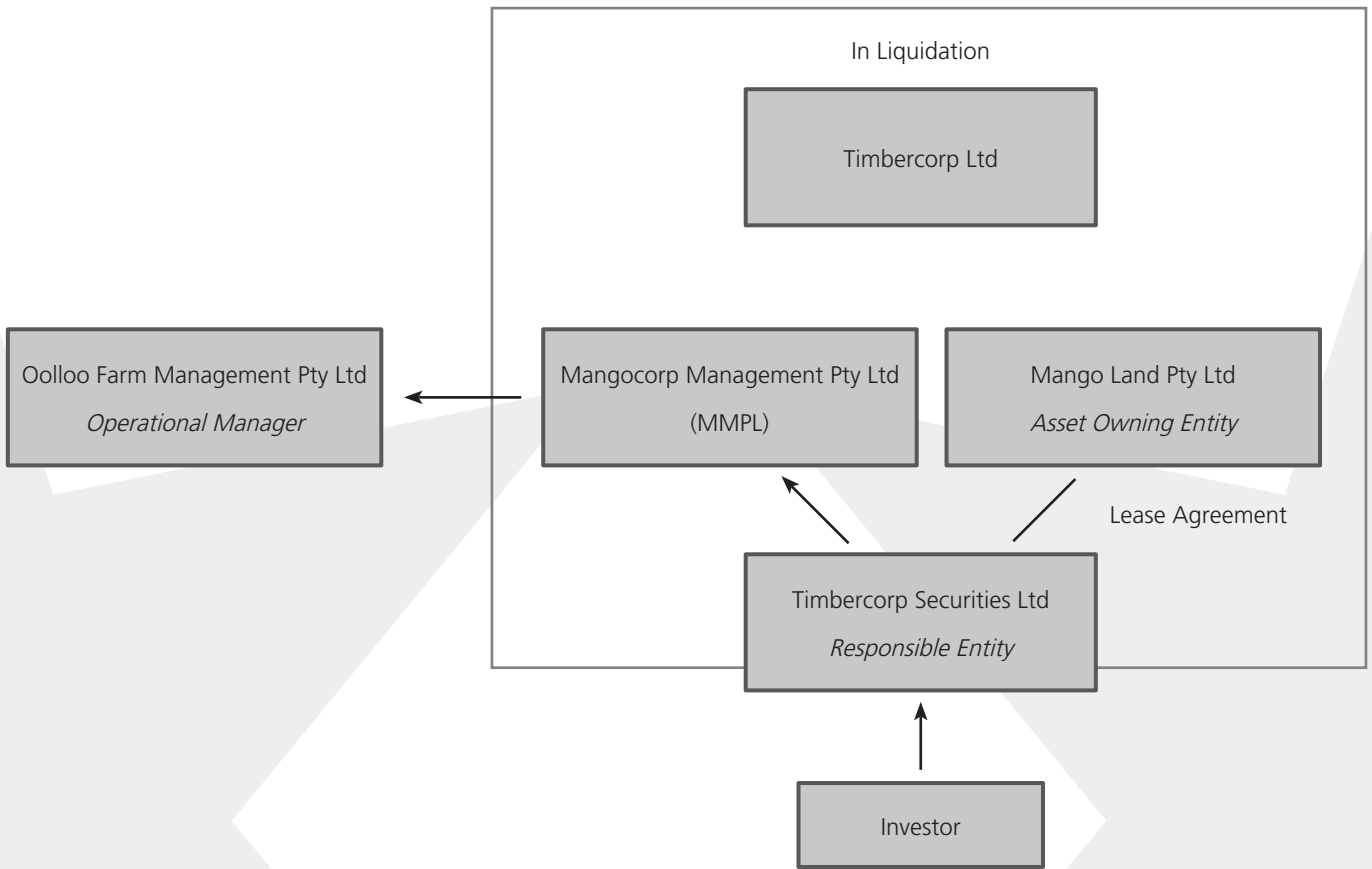 In Liquidation
Timbercorp Ltd
Oolloo Farm Management Pty Ltd
Operational Manager
Mangocorp Management Pty Ltd
(MMPL)
Mango Land Pty Ltd
Asset Owning Entity
Lease Agreement
Timbercorp Securities Ltd
Responsible Entity
Investor